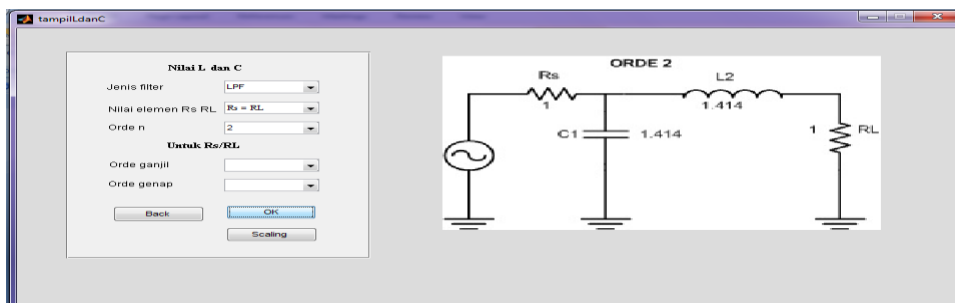 tampilLdanC
Nilai L dan C
Jenis filter LPF
Nilai elemen Rs RL Rs = RL
Orde n 2
Untuk Rs/RL
Orde ganjil
Orde genap
Back OK
Scaling
ORDE 2
Rs
1
L2
1.414
C1 1.414
1 RL